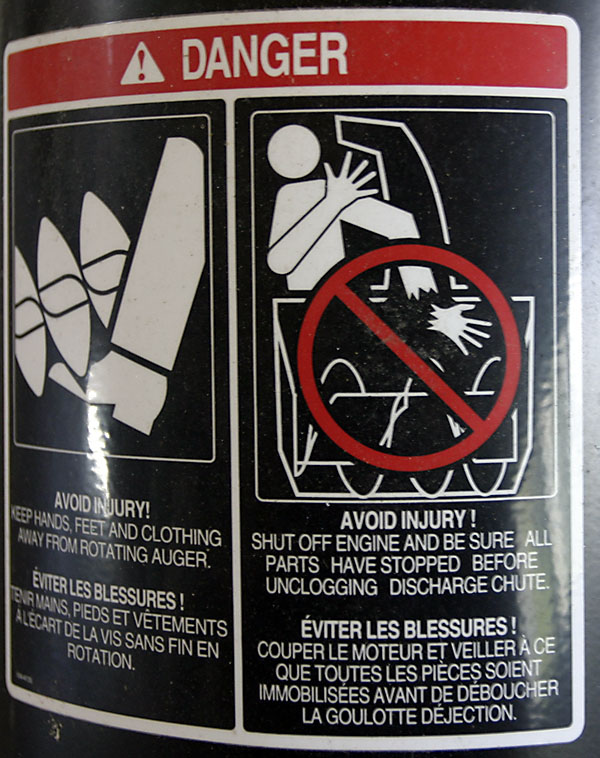 DANGER
AVOID INJURY!
KEEP HANDS, FEET AND CLOTHING
AWAY FROM ROTATING AUGER.
ÉVITER LES BLESSURES !
TENIR MAINS, PIEDS ET VÊTEMENTS
À L'ÉCART DE LA VIS SANS FIN EN
ROTATION.
AVOID INJURY !
SHUT OFF ENGINE AND BE SURE ALL
PARTS HAVE STOPPED BEFORE
UNCLOGGING DISCHARGE CHUTE.
ÉVITER LES BLESSURES !
COUPER LE MOTEUR ET VEILLER À CE
QUE TOUTES LES PIÈCES SOIENT
IMMOBILISÉES AVANT DE DÉBOUCHER
LA GOULOTTE DÉJECTION.